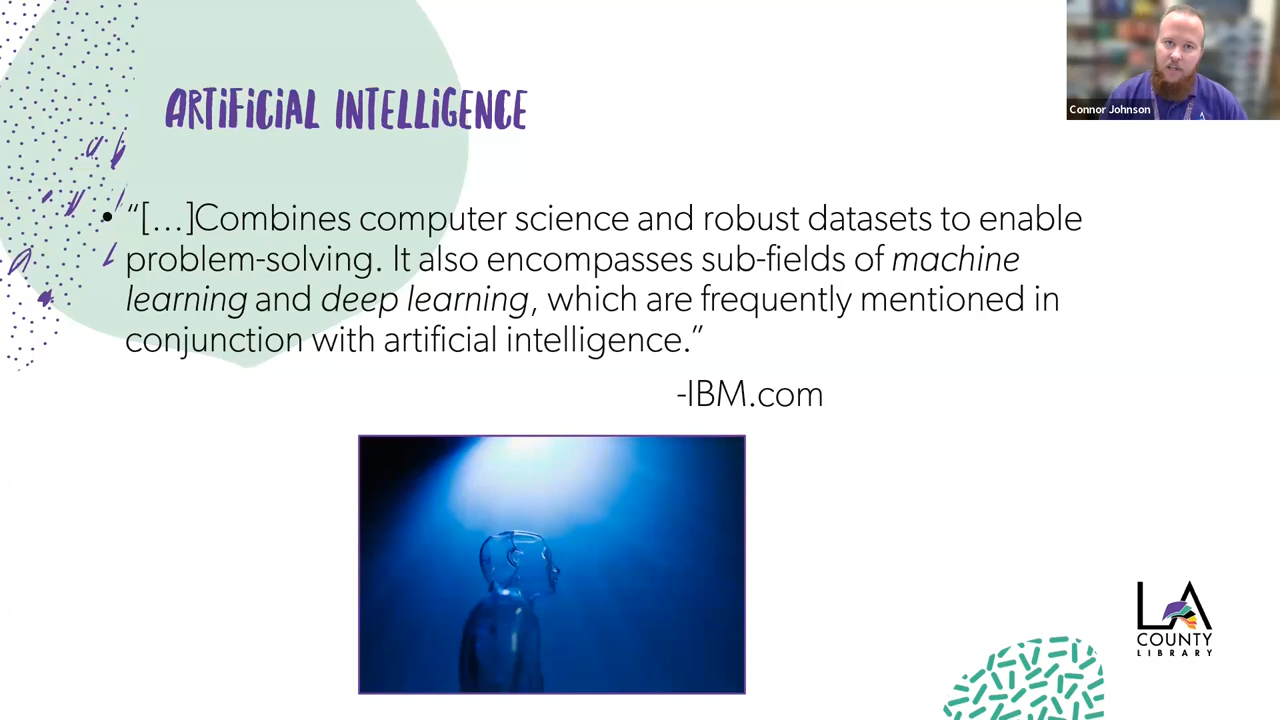 ARTIFICIAL INTELLIGENCE
Connor Johnson
• “[…]Combines computer science and robust datasets to enable
problem-solving. It also encompasses sub-fields of machine
learning and deep learning, which are frequently mentioned in
conjunction with artificial intelligence.”
-IBM.com
LA
COUNTY
LIBRARY